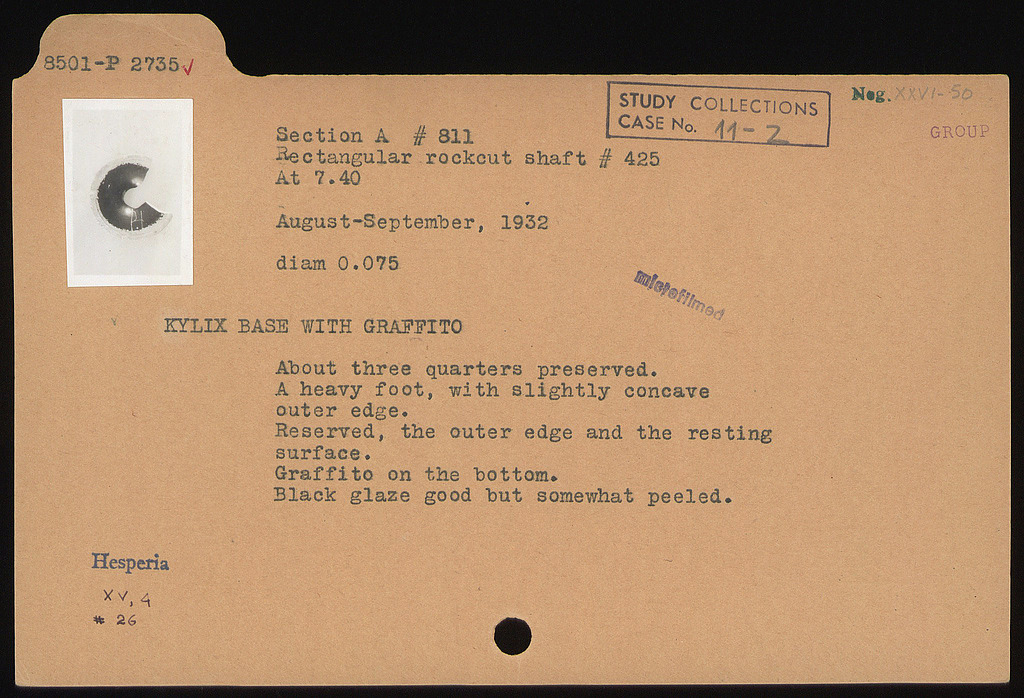 8501-P 2735✓
STUDY COLLECTIONS
CASE No. 11-2
Neg. XXVI-50
GROUP
Section A # 811
Rectangular rockcut shaft # 425
At 7.40
August-September, 1932
diam 0.075
microfilmed
KYLIX BASE WITH GRAFFITO
About three quarters preserved.
A heavy foot, with slightly concave
outer edge.
Reserved, the outer edge and the resting
surface.
Graffito on the bottom.
Black glaze good but somewhat peeled.
Hesperia
XV, 4
# 26